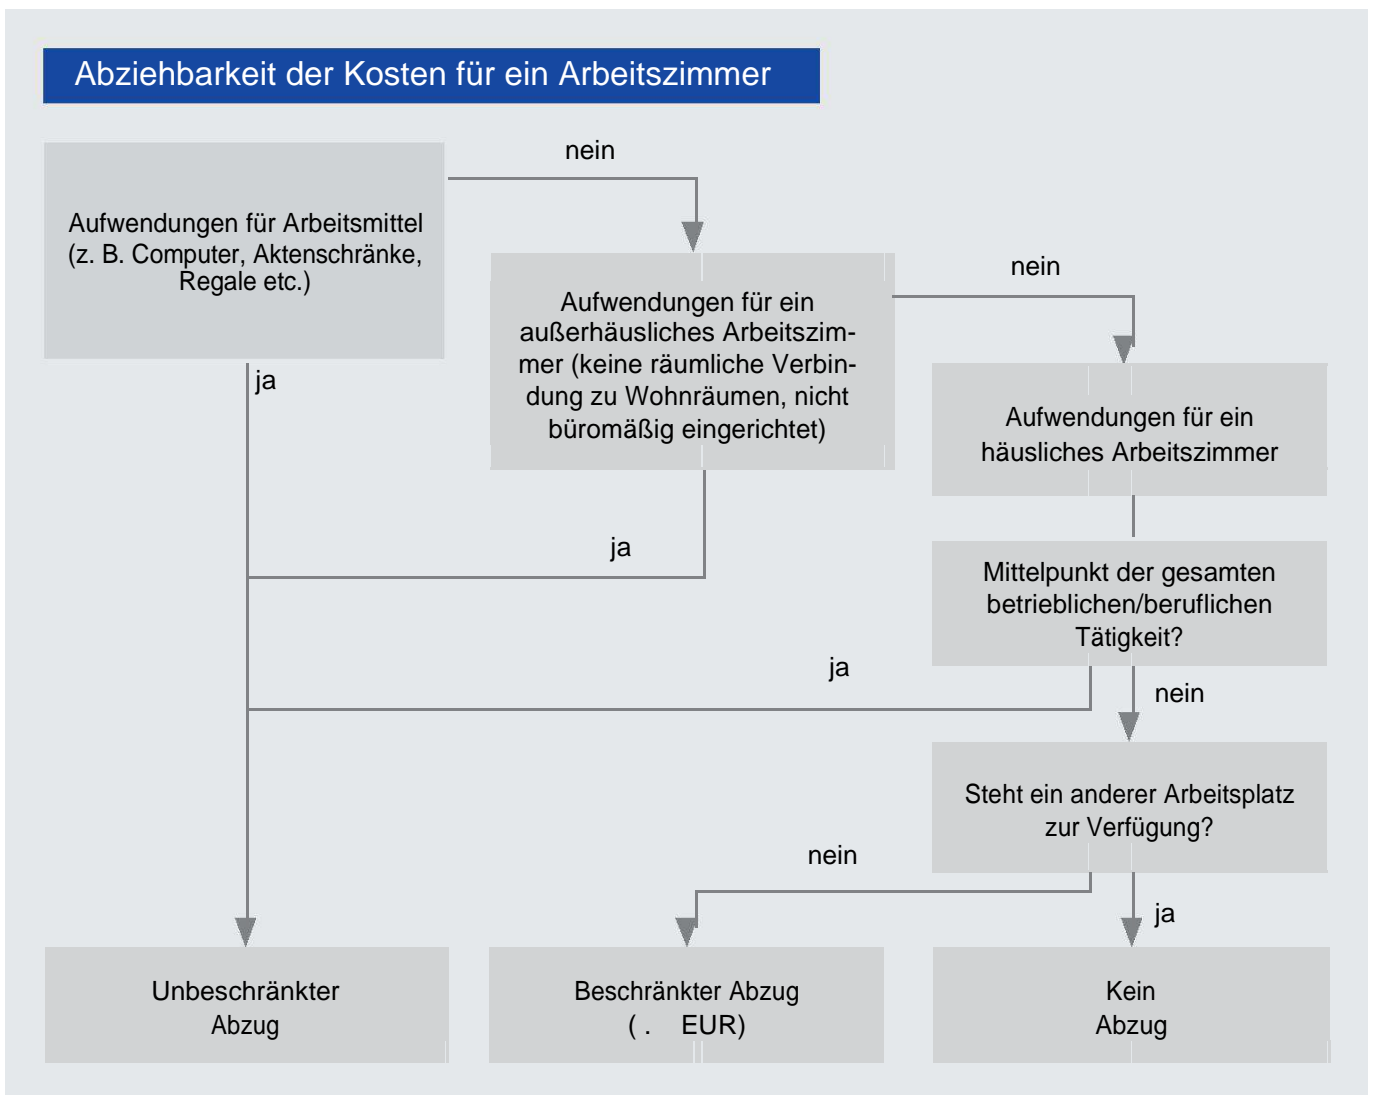 Abziehbarkeit der Kosten für ein Arbeitszimmer
nein
Aufwendungen für Arbeitsmittel
(z. B. Computer, Aktenschränke,
Regale etc.)
ja
nein
Aufwendungen für ein
außerhäusliches Arbeitszim-
mer (keine räumliche Verbin-
dung zu Wohnräumen, nicht
büromäßig eingerichtet)
ja
Aufwendungen für ein
häusliches Arbeitszimmer
Mittelpunkt der gesamten
betrieblichen/beruflichen
Tätigkeit?
ja
nein
Steht ein anderer Arbeitsplatz
zur Verfügung?
nein
ja
Unbeschränkter
Abzug
Beschränkter Abzug
( . EUR)
Kein
Abzug